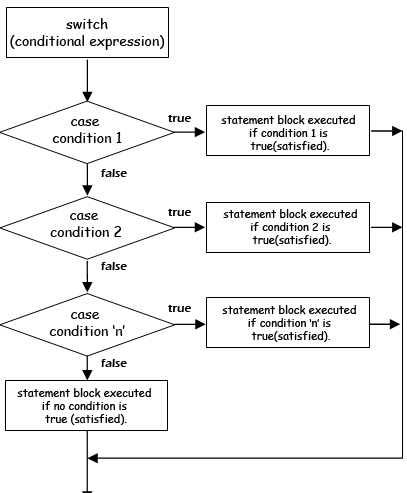 switch
(conditional expression)
case
condition 1
true
statement block executed
if condition 1 is
true(satisfied).
false
case
condition 2
true
statement block executed
if condition 2 is
true(satisfied).
false
case
condition 'n'
true
statement block executed
if condition 'n' is
true(satisfied).
false
statement block executed
if no condition is
true (satisfied).